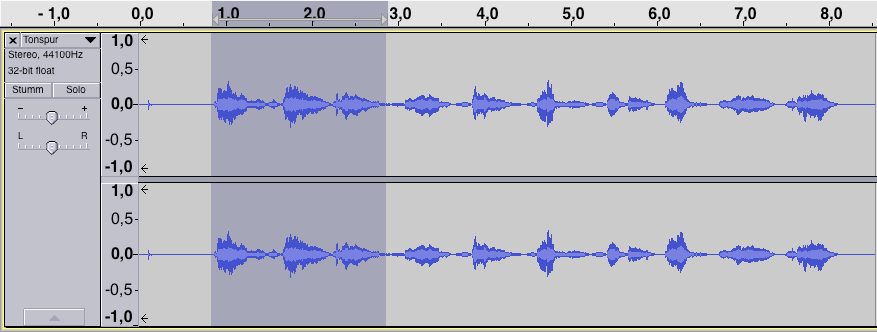 - 1,0 0,0 1,0 2,0 3,0 4,0 5,0 6,0 7,0 8,0
× Tonspur ▼
Stereo, 44100Hz
32-bit float
Stumm Solo
- +
L R
1,0
0,5
0,0
-0,5
-1,0
1,0
0,5
0,0
-0,5
-1,0